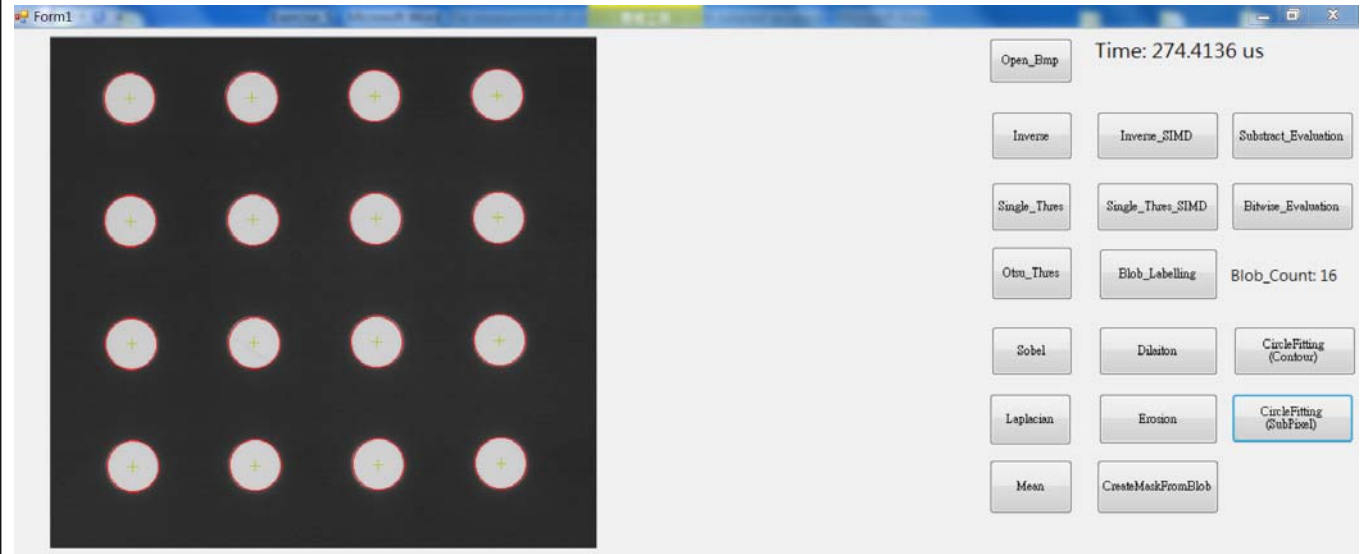 Form1
Open_Bmp
Time: 274.4136 us
Inverse
Inverse_SIMD
Substract_Evaluation
Single_Thres
Single_Thres_SIMD
Bitwise_Evaluation
Otsu_Thres
Blob_Labelling
Blob_Count: 16
Sobel
Dilaiton
CircleFitting
(Contour)
Laplacian
Erosion
CircleFitting
(SubPixel)
Mean
CreateMaskFromBlob